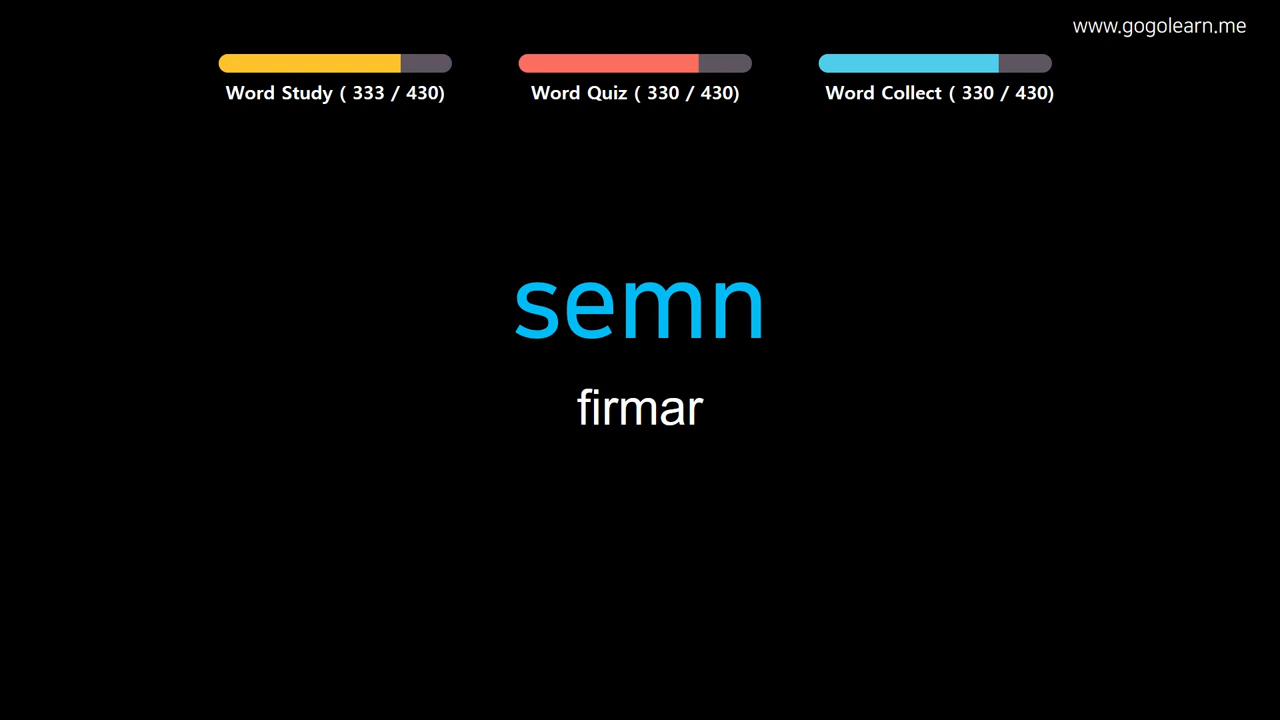 www.gogolearn.me
Word Study ( 333 / 430)
Word Quiz ( 330 / 430)
Word Collect ( 330 / 430)
semn
firmar